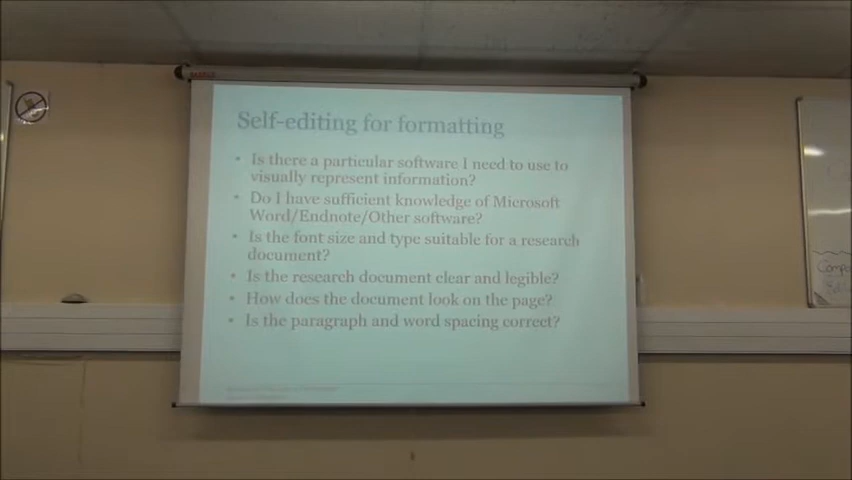 Self-editing for formatting
• Is there a particular software I need to use to
visually represent information?
• Do I have sufficient knowledge of Microsoft
Word/Endnote/Other software?
• Is the font size and type suitable for a research
document?
• Is the research document clear and legible?
• How does the document look on the page?
• Is the paragraph and word spacing correct?